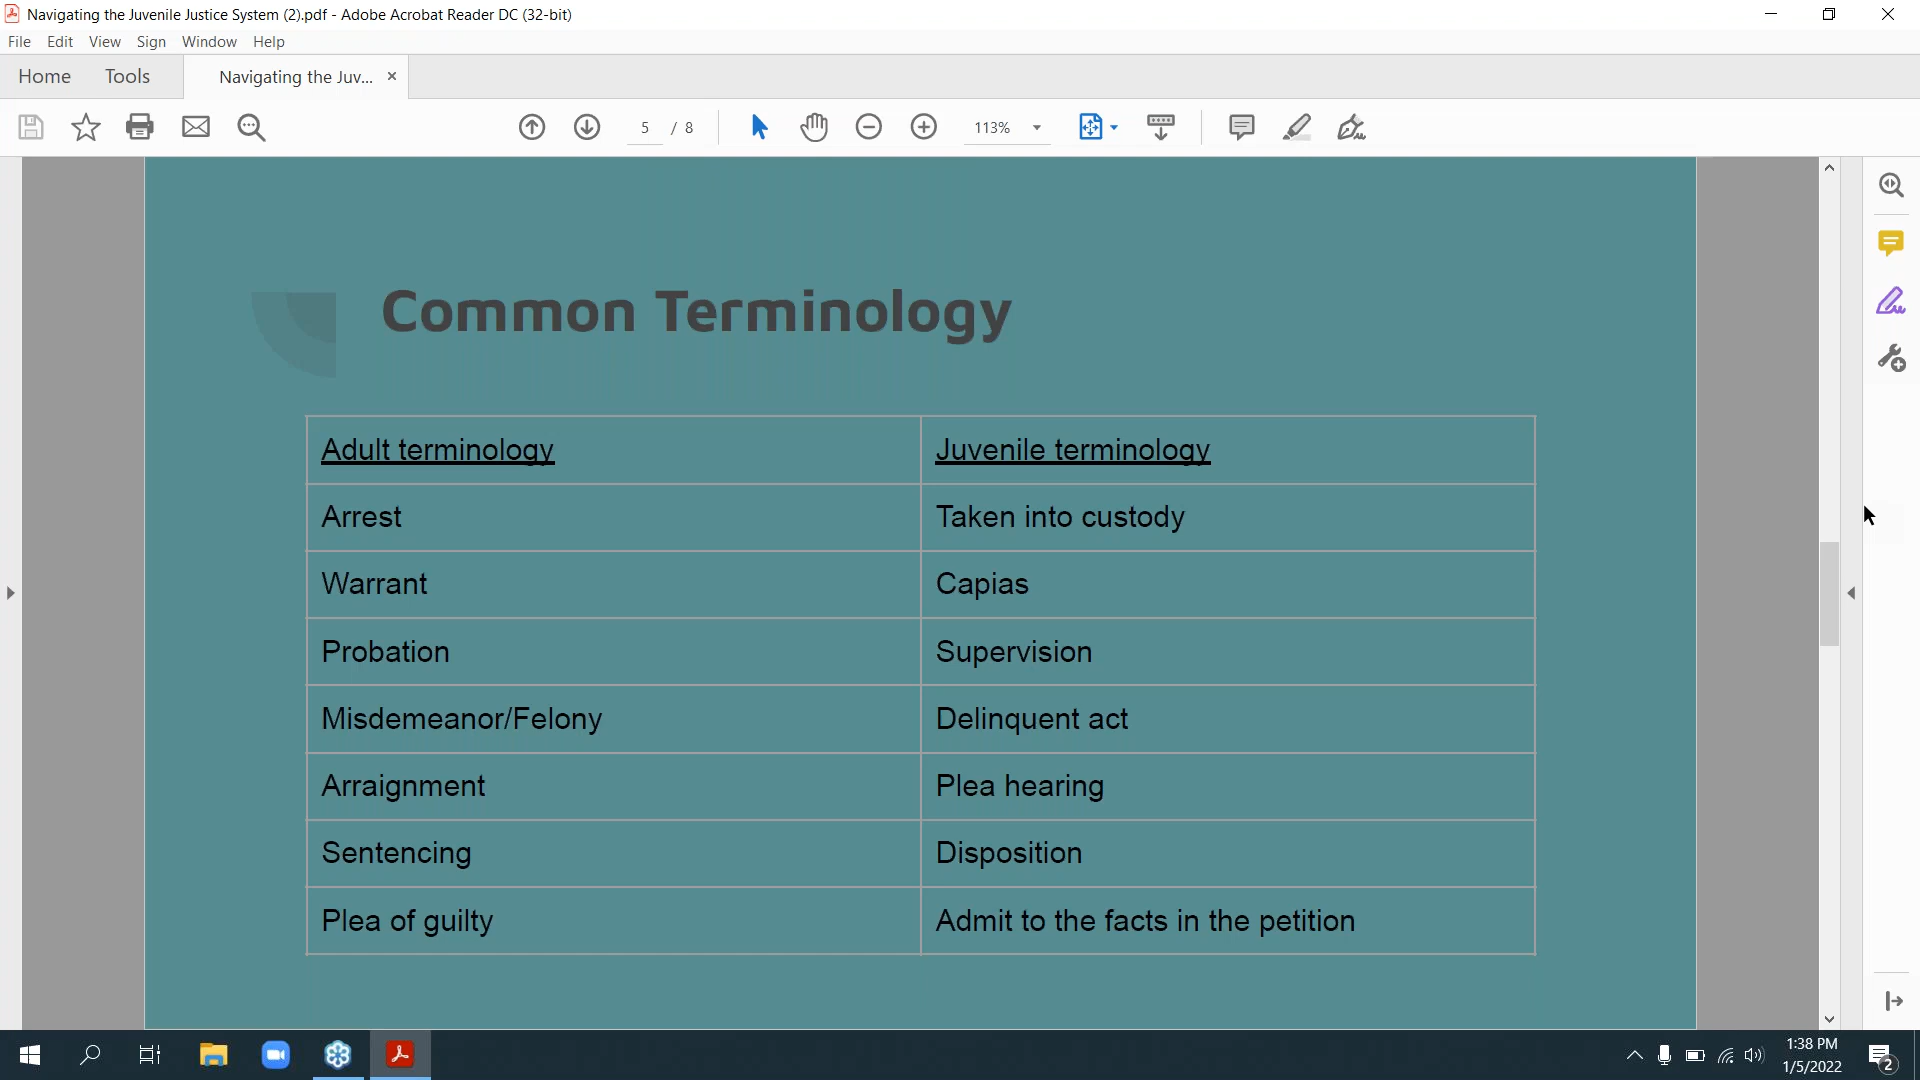 Navigating the Juvenile Justice System (2).pdf - Adobe Acrobat Reader DC (32-bit)
File Edit View Sign Window Help
Home Tools Navigating the Juv...
5 / 8 113%
Common Terminology
Adult terminology Juvenile terminology
Arrest Taken into custody
Warrant Capias
Probation Supervision
Misdemeanor/Felony Delinquent act
Arraignment Plea hearing
Sentencing Disposition
Plea of guilty Admit to the facts in the petition
1:38 PM
1/5/2022
2